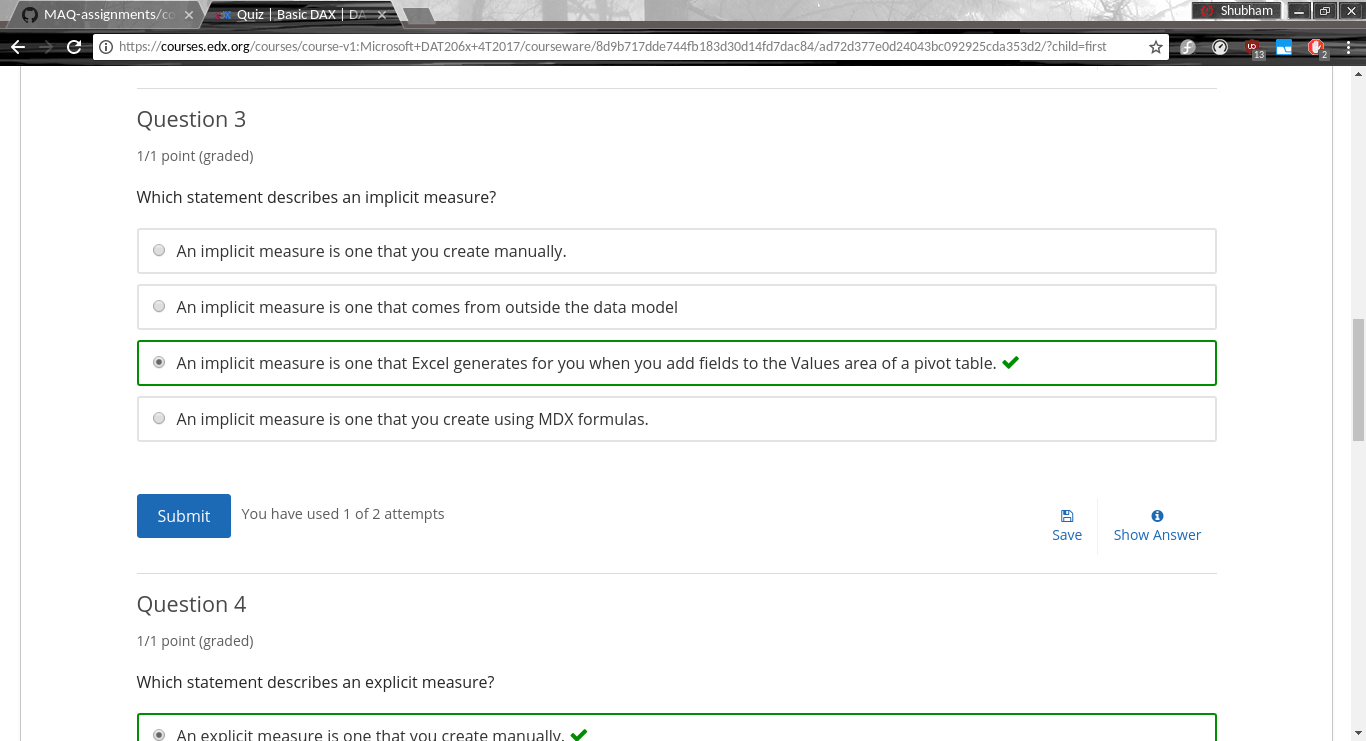 MAQ-assignments/co
Quiz | Basic DAX | DA
Shubham
https://courses.edx.org/courses/course-v1:Microsoft+DAT206x+4T2017/courseware/8d9b717dde744fb183d30d14fd7dac84/ad72d377e0d24043bc092925cda353d2/?child=first
13
2
Question 3
1/1 point (graded)
Which statement describes an implicit measure?
An implicit measure is one that you create manually.
An implicit measure is one that comes from outside the data model
An implicit measure is one that Excel generates for you when you add fields to the Values area of a pivot table.
An implicit measure is one that you create using MDX formulas.
Submit
You have used 1 of 2 attempts
Save
Show Answer
Question 4
1/1 point (graded)
Which statement describes an explicit measure?
An explicit measure is one that you create manually.